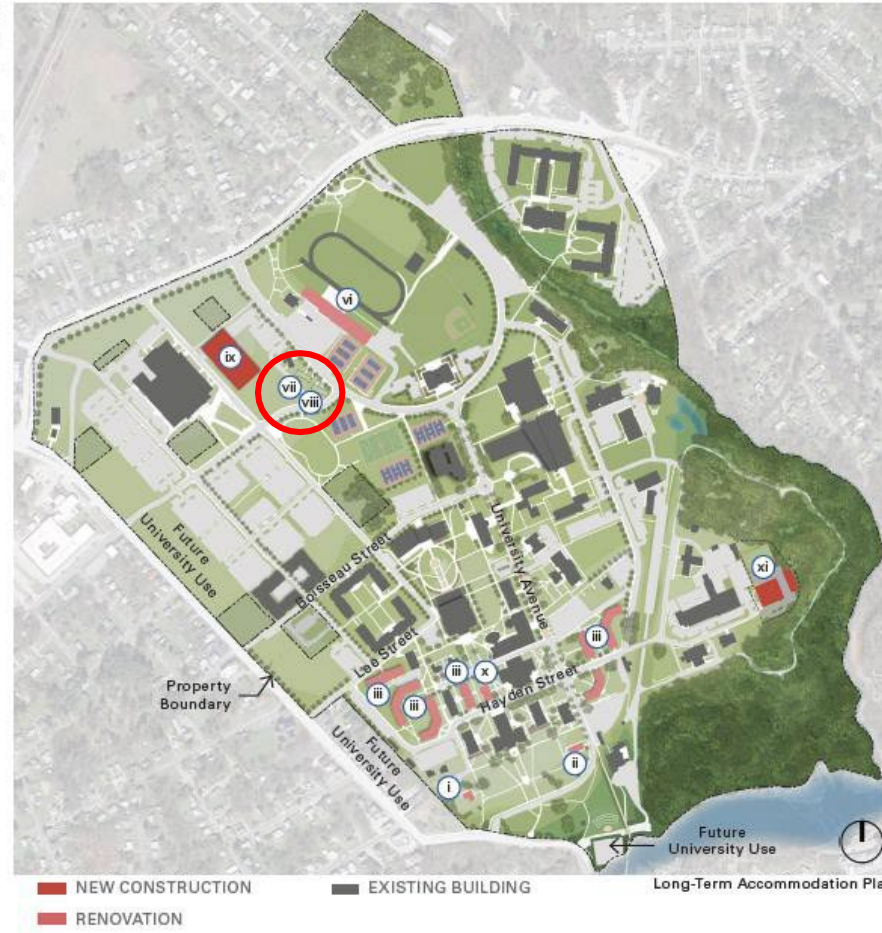 vi
ix
vii
viii
Future
University Use
Boisseau Street
University Avenue
xi
Lee Street
iii
iii
x
Hayden Street
iii
iii
Property
Boundary
Future
University Use
ii
i
Future
University Use
NEW CONSTRUCTION
EXISTING BUILDING
Long-Term Accommodation Pla
RENOVATION